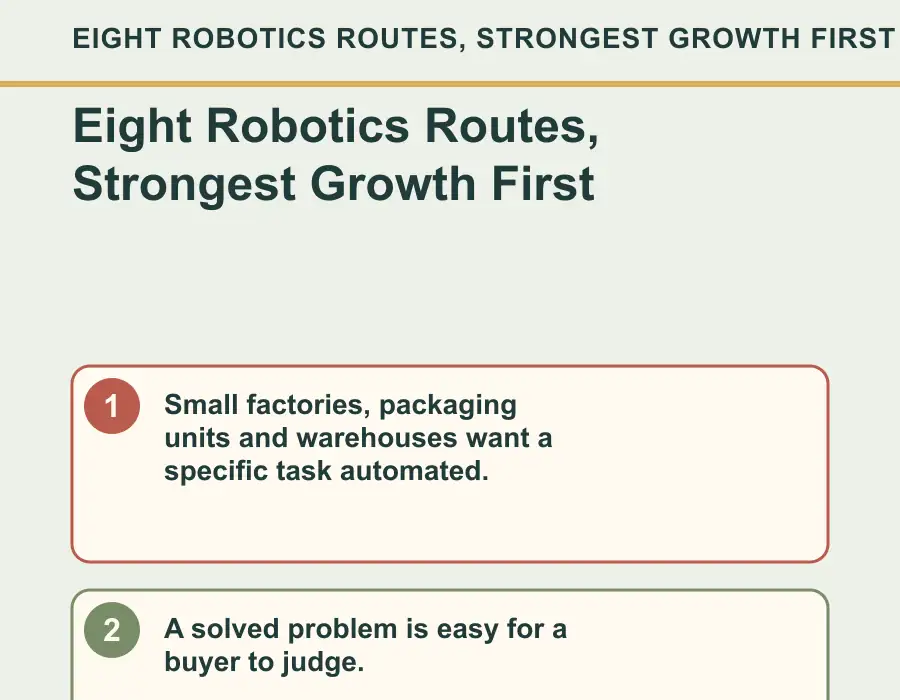 EIGHT ROBOTICS ROUTES, STRONGEST GROWTH FIRST
Eight Robotics Routes,
Strongest Growth First
1
Small factories, packaging
units and warehouses want a
specific task automated.
2
A solved problem is easy for a
buyer to judge.